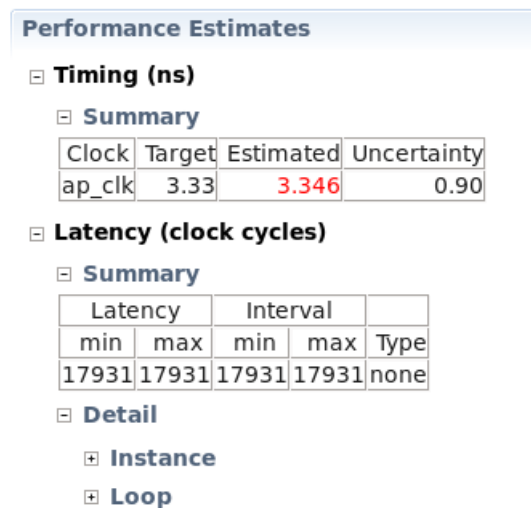 Performance Estimates
Timing (ns)
Summary
Clock Target Estimated Uncertainty
ap_clk 3.33 3.346 0.90
Latency (clock cycles)
Summary
Latency Interval
min max min max Type
17931 17931 17931 17931 none
Detail
Instance
Loop